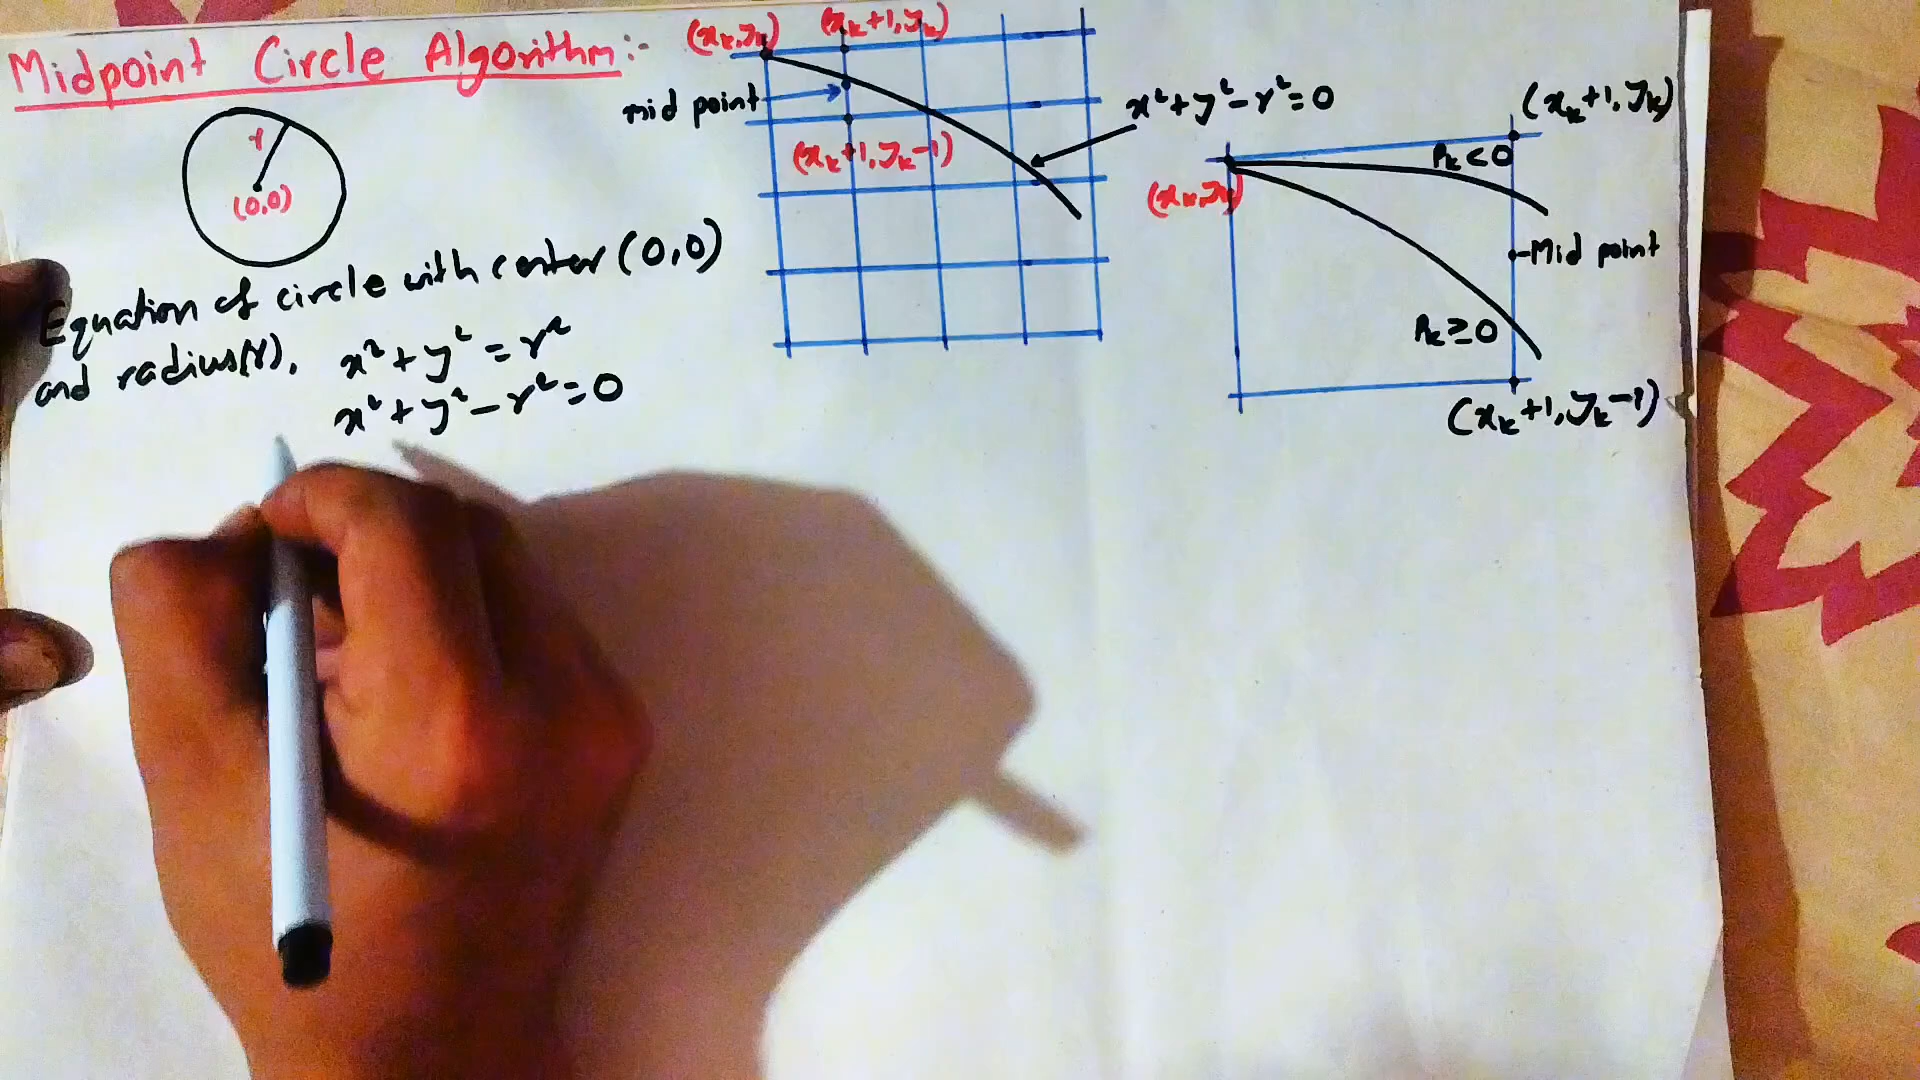 Midpoint Circle Algorithm:-
r
(0,0)
Equation of circle with center (0,0)
and radius(r). x² + y² = r²
x² + y² - r² = 0
(xₖ, yₖ)
(xₖ+1, yₖ)
mid point
(xₖ+1, yₖ-1)
x² + y² - r² = 0
(xₖ+1, yₖ)
Pₖ < 0
(xₖ, yₖ)
Mid point
Pₖ ≥ 0
(xₖ+1, yₖ-1)